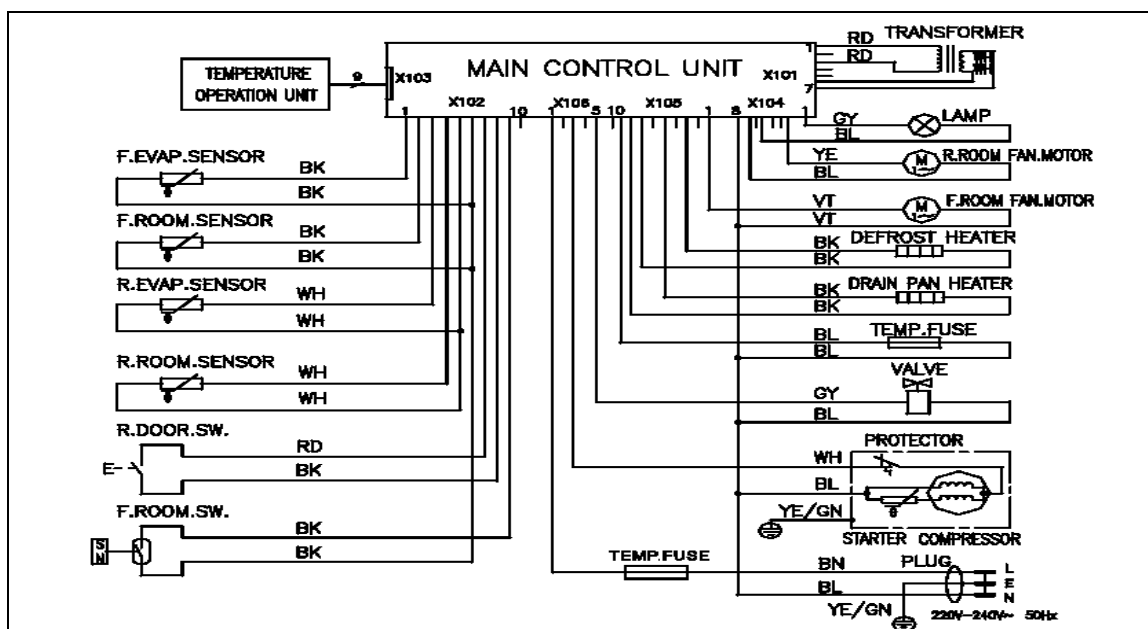 TEMPERATURE
OPERATION UNIT
9
X103
MAIN CONTROL UNIT
X101
1
7
X102
1
10
X106
1
5
X105
10
1
X104
8
1
RD
RD
TRANSFORMER
GY
BL
LAMP
YE
BL
M
R.ROOM FAN.MOTOR
VT
VT
M
F.ROOM FAN.MOTOR
BK
BK
DEFROST HEATER
BK
BK
DRAIN PAN HEATER
BL
BL
TEMP.FUSE
VALVE
GY
BL
PROTECTOR
WH
BL
YE/GN
STARTER COMPRESSOR
TEMP.FUSE
BN
BL
YE/GN
PLUG
L
E
N
220V-240V~ 50Hz
F.EVAP.SENSOR
BK
BK
F.ROOM.SENSOR
BK
BK
R.EVAP.SENSOR
WH
WH
R.ROOM.SENSOR
WH
WH
R.DOOR.SW.
RD
BK
F.ROOM.SW.
S
N
BK
BK